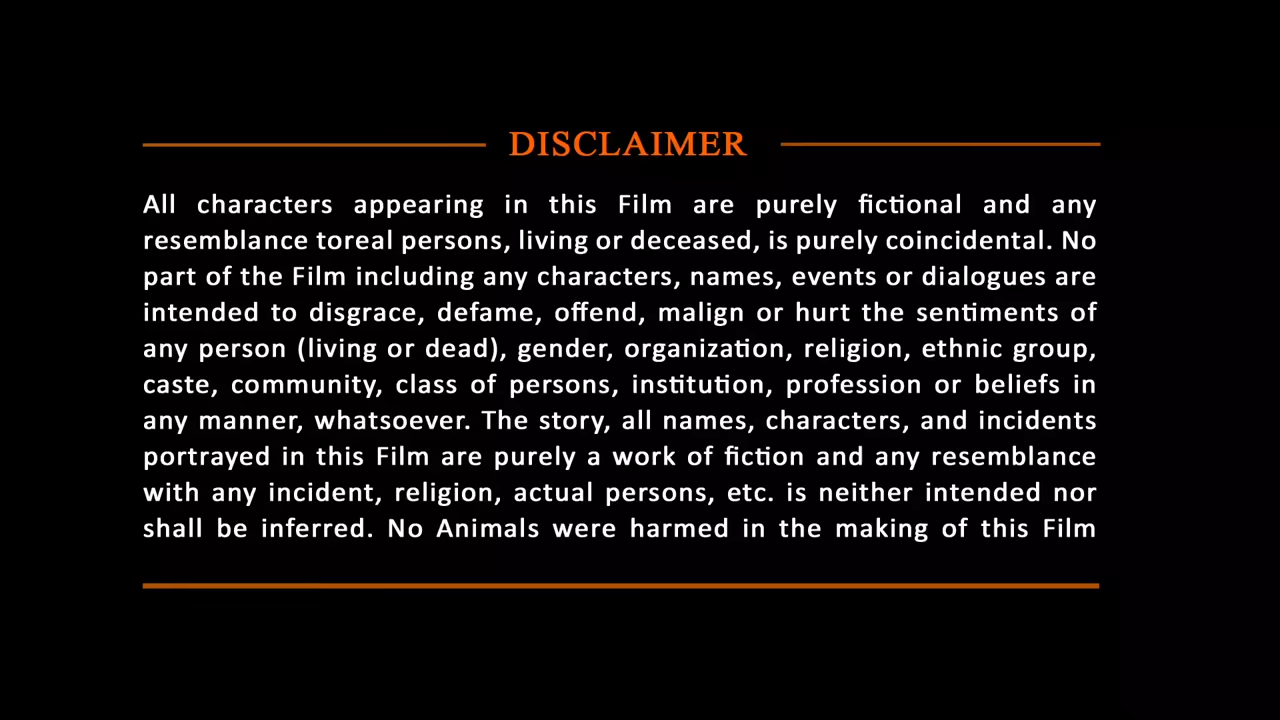 DISCLAIMER
All characters appearing in this Film are purely fictional and any
resemblance toreal persons, living or deceased, is purely coincidental. No
part of the Film including any characters, names, events or dialogues are
intended to disgrace, defame, offend, malign or hurt the sentiments of
any person (living or dead), gender, organization, religion, ethnic group,
caste, community, class of persons, institution, profession or beliefs in
any manner, whatsoever. The story, all names, characters, and incidents
portrayed in this Film are purely a work of fiction and any resemblance
with any incident, religion, actual persons, etc. is neither intended nor
shall be inferred. No Animals were harmed in the making of this Film